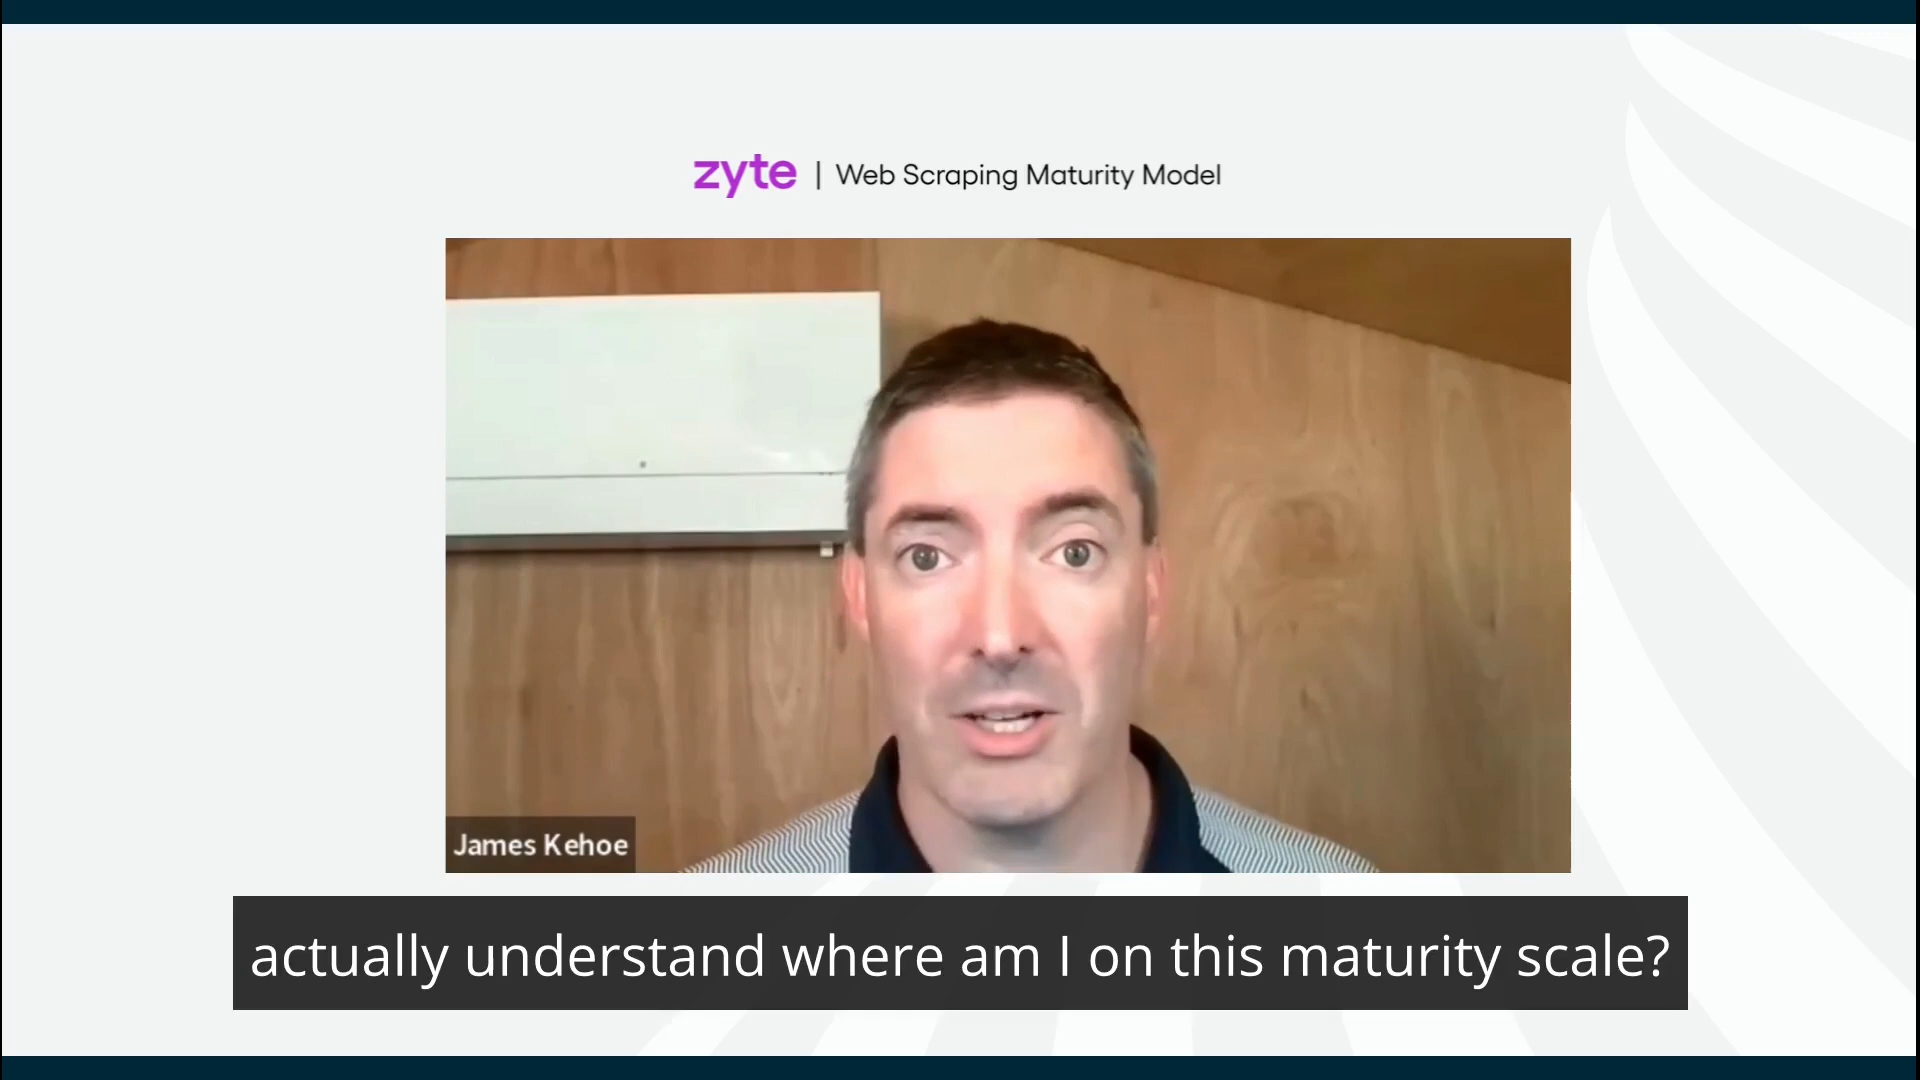 zyte | Web Scraping Maturity Model
James Kehoe
actually understand where am I on this maturity scale?